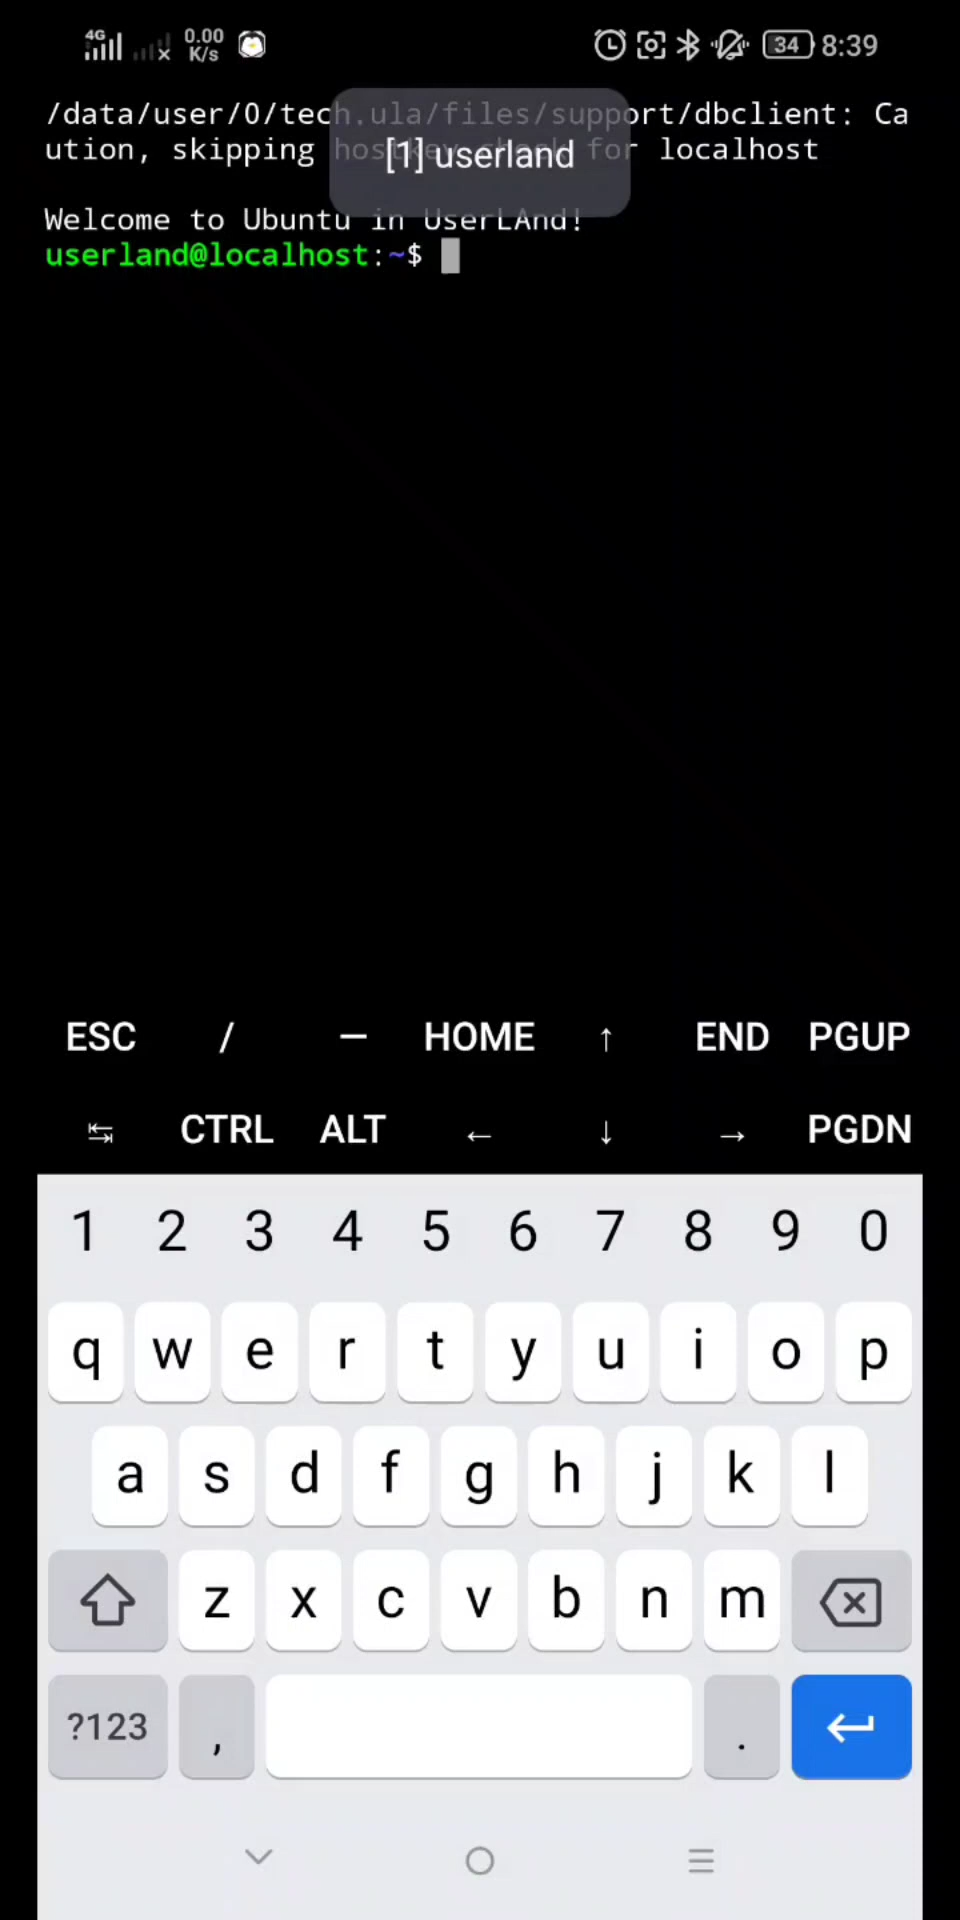 4G 0.00 K/s 34 8:39
/data/user/0/tech.ula/files/support/dbclient: Ca
ution, skipping hostkey check for localhost
[1] userland
Welcome to Ubuntu in UserLAnd!
userland@localhost:~$
ESC / — HOME ↑ END PGUP
⇆ CTRL ALT ← ↓ → PGDN
1 2 3 4 5 6 7 8 9 0
q w e r t y u i o p
a s d f g h j k l
z x c v b n m
?123 , .